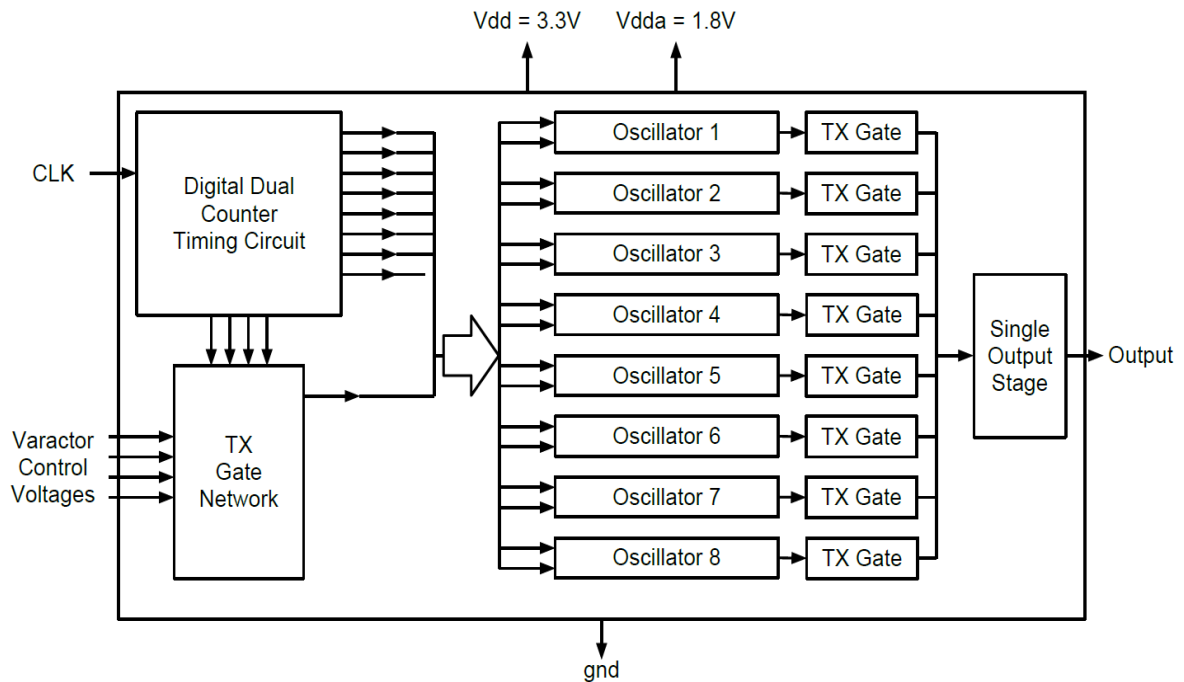 Vdd = 3.3V
Vdda = 1.8V
CLK
Digital Dual
Counter
Timing Circuit
Varactor
Control
Voltages
TX
Gate
Network
Oscillator 1
TX Gate
Oscillator 2
TX Gate
Oscillator 3
TX Gate
Oscillator 4
TX Gate
Oscillator 5
TX Gate
Oscillator 6
TX Gate
Oscillator 7
TX Gate
Oscillator 8
TX Gate
Single
Output
Stage
Output
gnd